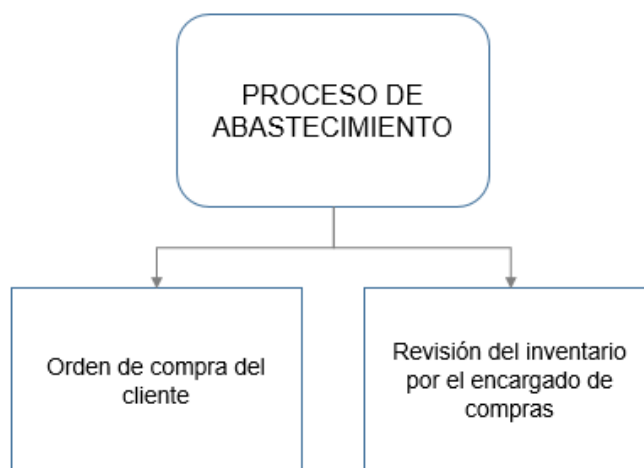 PROCESO DE
ABASTECIMIENTO
Orden de compra del
cliente
Revisión del inventario
por el encargado de
compras